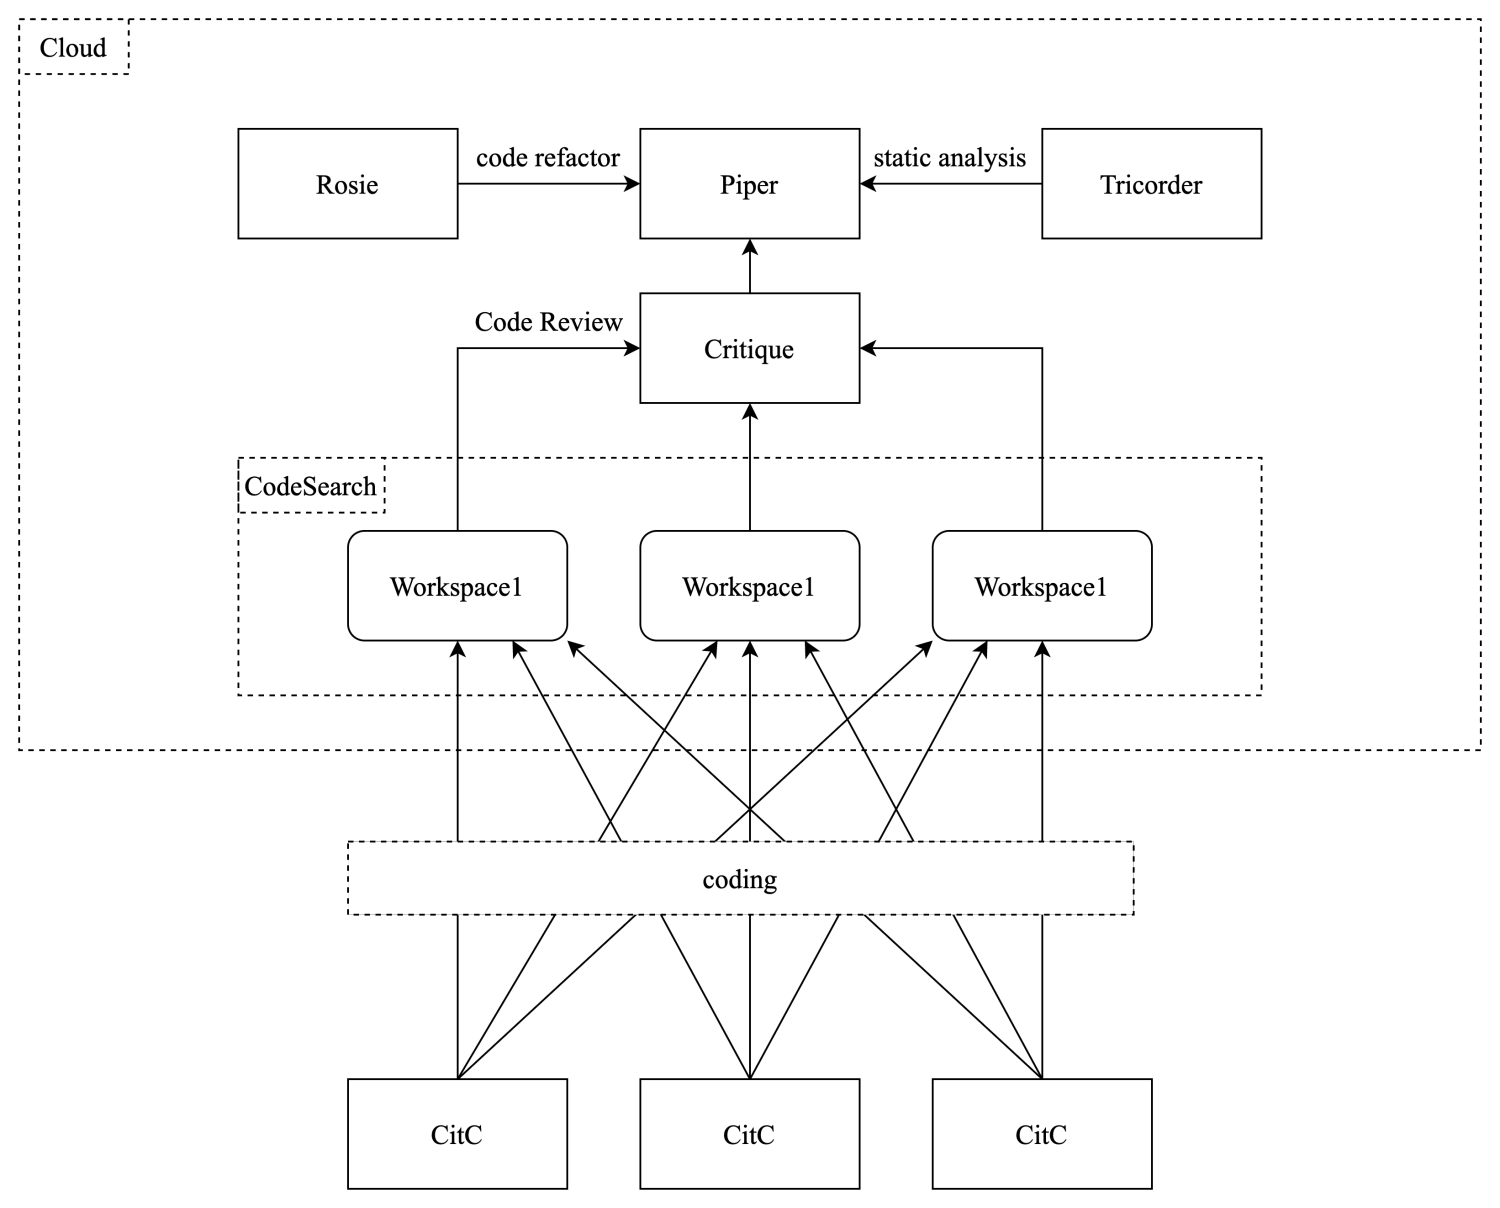 Cloud
code refactor
static analysis
Rosie
Piper
Tricorder
Code Review
Critique
CodeSearch
Workspace1
Workspace1
Workspace1
coding
CitC
CitC
CitC